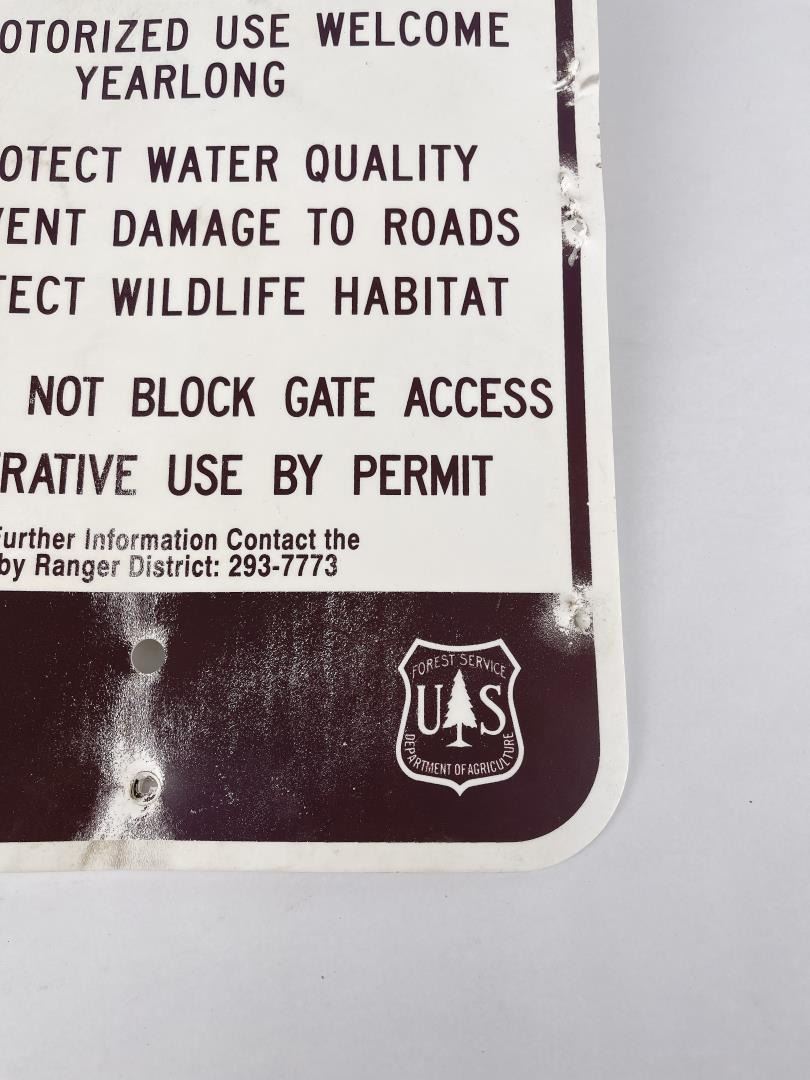 OTORIZED USE WELCOME
YEARLONG
OTECT WATER QUALITY
VENT DAMAGE TO ROADS
TECT WILDLIFE HABITAT
NOT BLOCK GATE ACCESS
RATIVE USE BY PERMIT
Further Information Contact the
by Ranger District: 293-7773
FOREST SERVICE
U S
DEPARTMENT OF AGRICULTURE